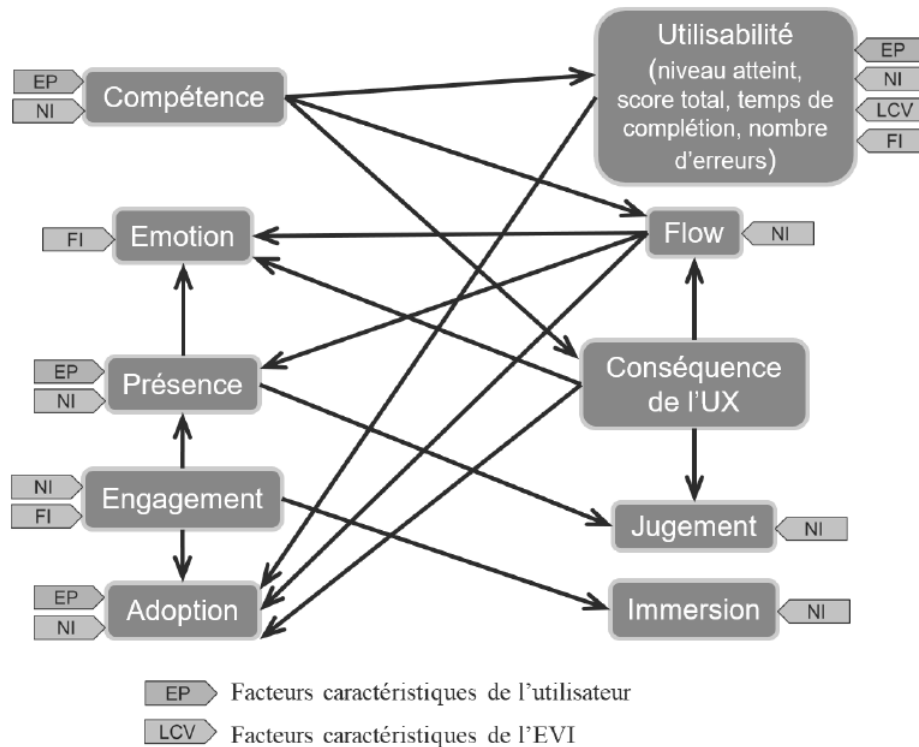 Utilisabilité
(niveau atteint,
score total, temps de
complétion, nombre
d'erreurs)
EP
NI
LCV
FI
EP
NI
Compétence
FI
Emotion
Flow
NI
EP
NI
Présence
Conséquence
de l'UX
NI
FI
Engagement
Jugement
NI
EP
NI
Adoption
Immersion
NI
EP Facteurs caractéristiques de l'utilisateur
LCV Facteurs caractéristiques de l'EVI